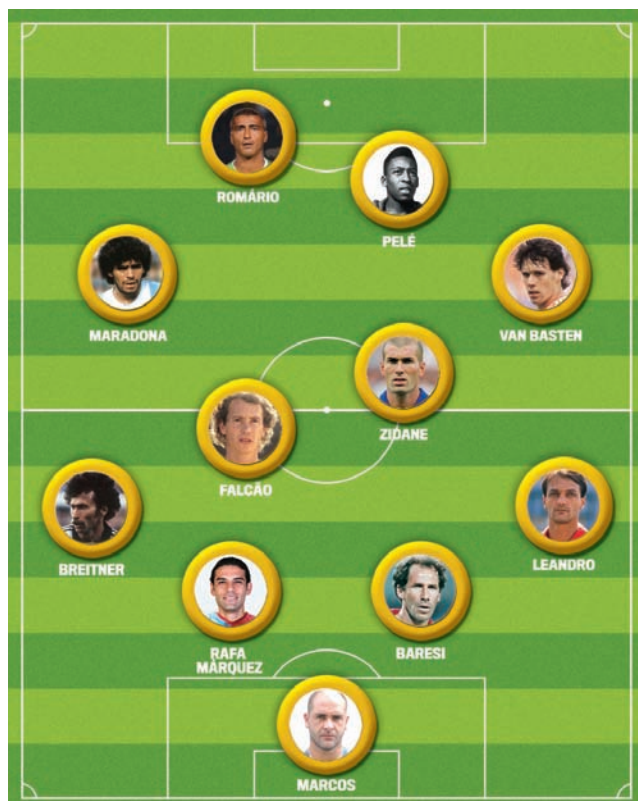 ROMÁRIO
PELÉ
MARADONA
VAN BASTEN
ZIDANE
FALCÃO
BREITNER
LEANDRO
RAFA
MÁRQUEZ
BARESI
MARCOS